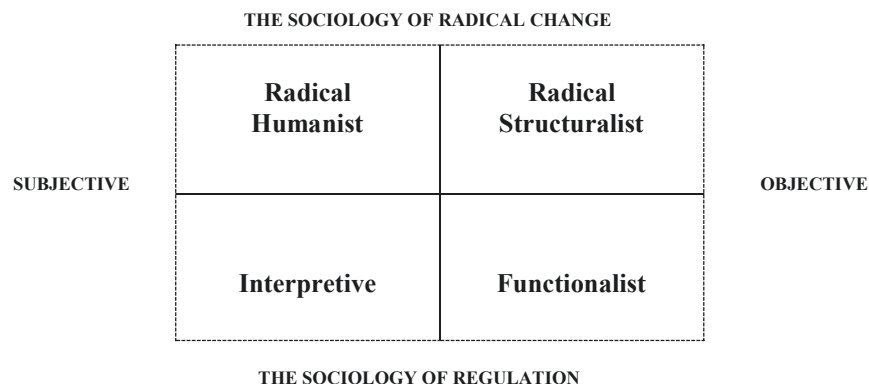 THE SOCIOLOGY OF RADICAL CHANGE
Radical
Humanist
Radical
Structuralist
SUBJECTIVE
OBJECTIVE
Interpretive
Functionalist
THE SOCIOLOGY OF REGULATION